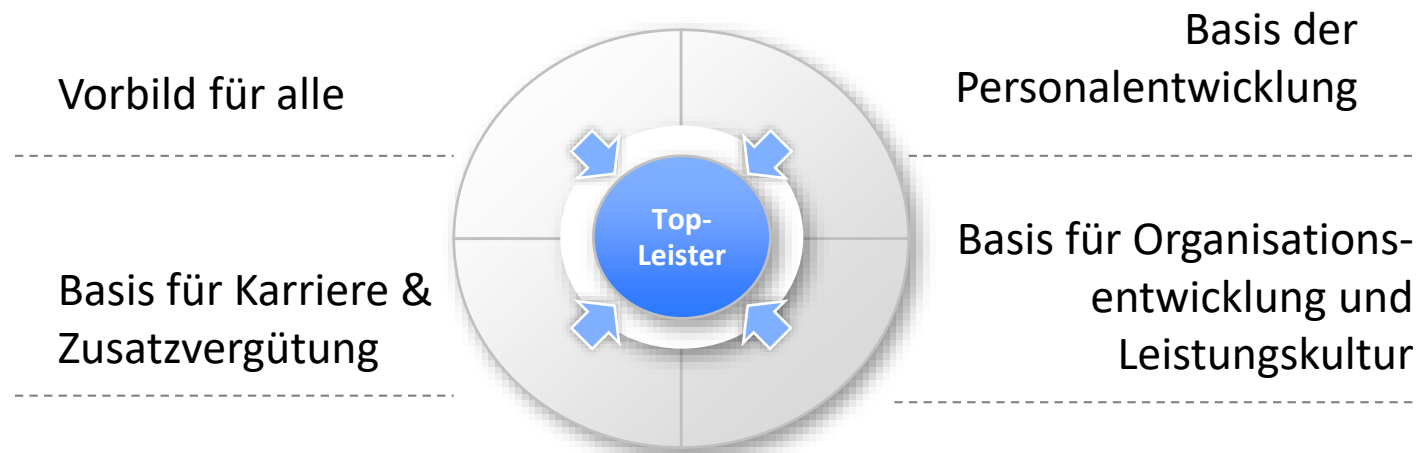 Vorbild für alle
Basis der
Personalentwicklung
Top-
Leister
Basis für Karriere &
Zusatzvergütung
Basis für Organisations-
entwicklung und
Leistungskultur